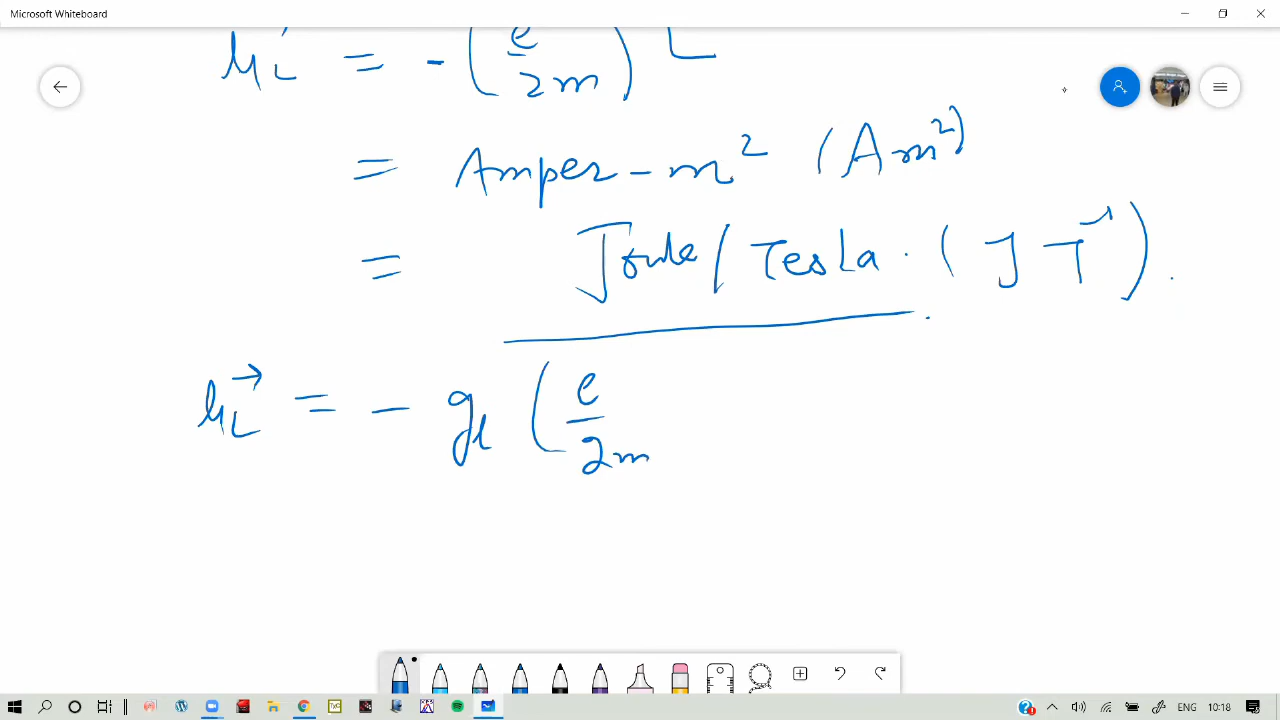 Microsoft Whiteboard
μL = - (e/2m) L
= Amper - m² (Am²)
= Joule / Tesla. (J T⁻¹).
μL→ = - gl (e/2m
ENG 10:18